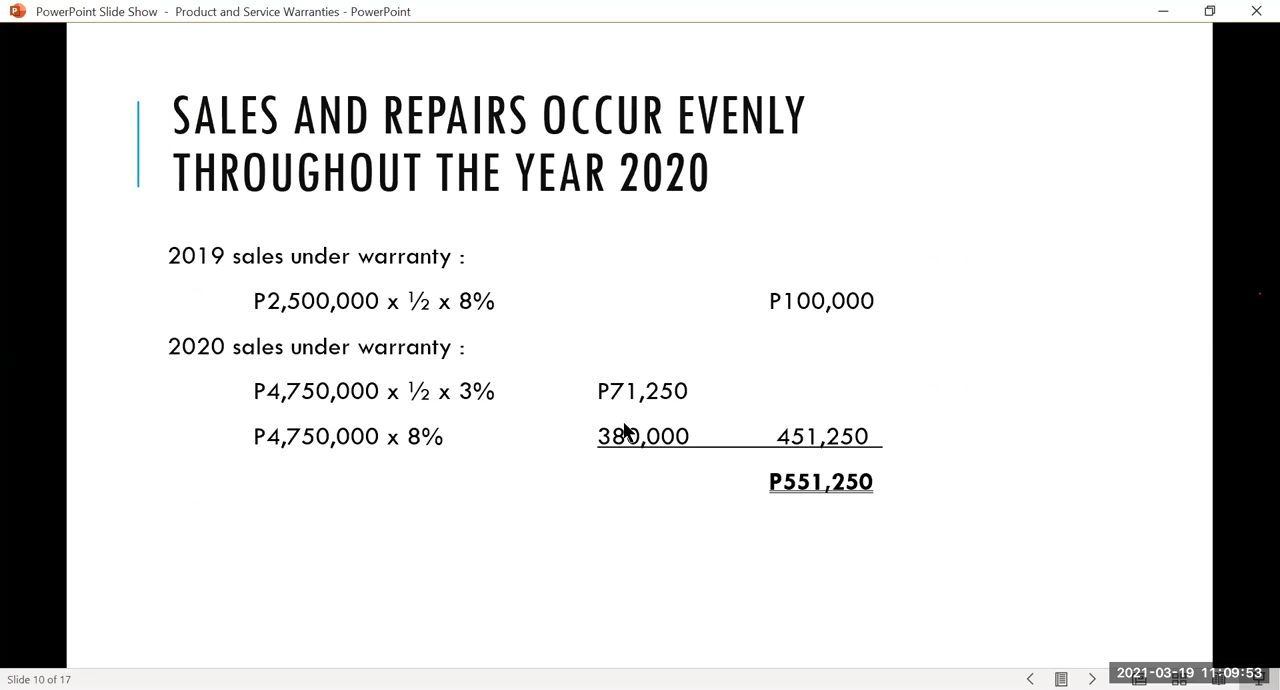 PowerPoint Slide Show - Product and Service Warranties - PowerPoint
SALES AND REPAIRS OCCUR EVENLY
THROUGHOUT THE YEAR 2020
2019 sales under warranty :
P2,500,000 x ½ x 8% P100,000
2020 sales under warranty :
P4,750,000 x ½ x 3% P71,250
P4,750,000 x 8% 380,000 451,250
P551,250
Slide 10 of 17
2021-03-19 11:09:53